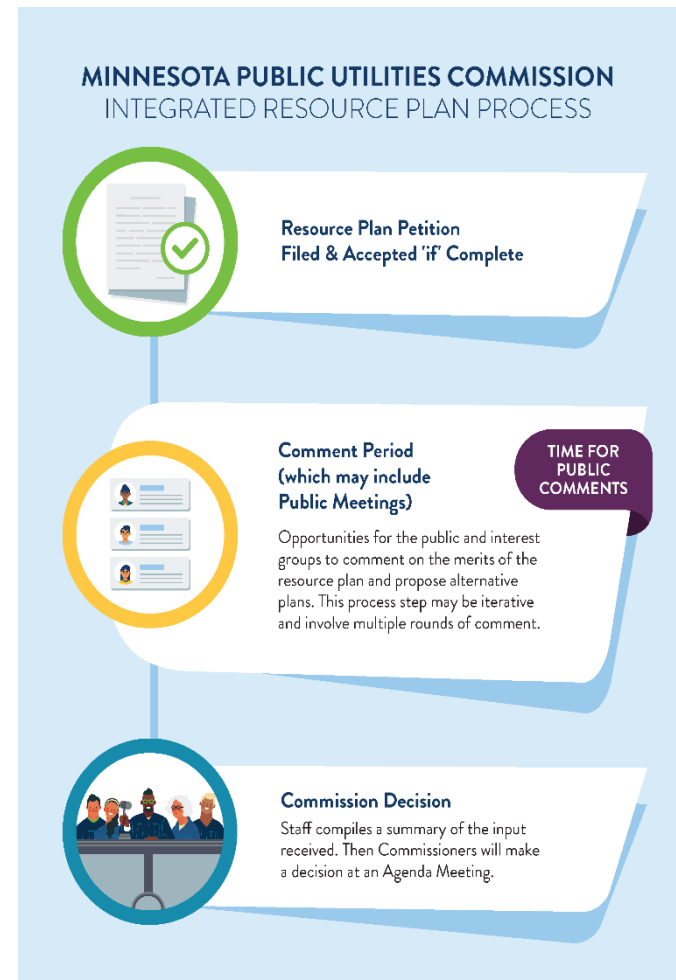 MINNESOTA PUBLIC UTILITIES COMMISSION
INTEGRATED RESOURCE PLAN PROCESS
Resource Plan Petition
Filed & Accepted 'if' Complete
Comment Period
(which may include
Public Meetings)
TIME FOR
PUBLIC
COMMENTS
Opportunities for the public and interest
groups to comment on the merits of the
resource plan and propose alternative
plans. This process step may be iterative
and involve multiple rounds of comment.
Commission Decision
Staff compiles a summary of the input
received. Then Commissioners will make
a decision at an Agenda Meeting.